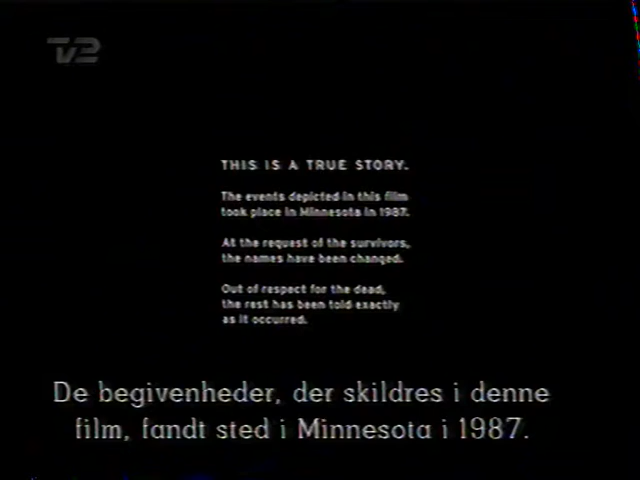 TV2
THIS IS A TRUE STORY.
The events depicted in this film
took place in Minnesota in 1987.
At the request of the survivors,
the names have been changed.
Out of respect for the dead,
the rest has been told exactly
as it occurred.
De begivenheder, der skildres i denne
film, fandt sted i Minnesota i 1987.